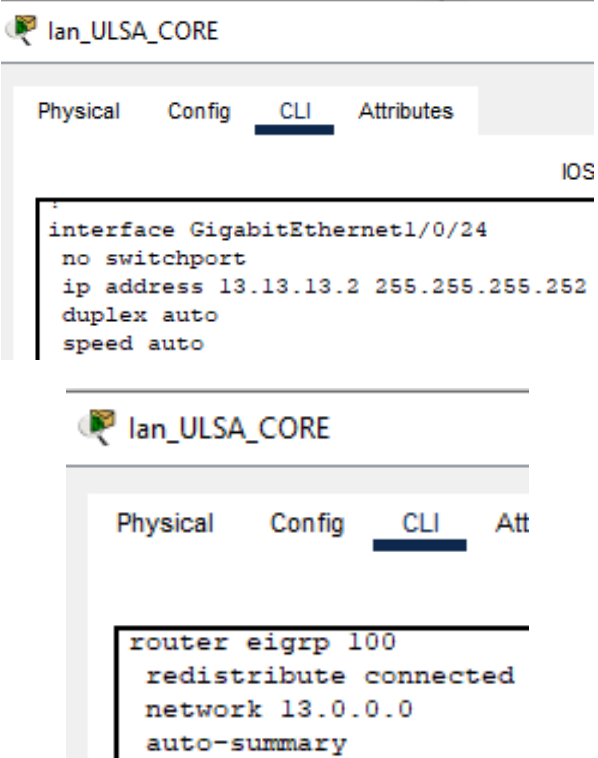 lan_ULSA_CORE
Physical Config CLI Attributes
IOS
!
interface GigabitEthernet1/0/24
no switchport
ip address 13.13.13.2 255.255.255.252
duplex auto
speed auto
lan_ULSA_CORE
Physical Config CLI Att
router eigrp 100
redistribute connected
network 13.0.0.0
auto-summary